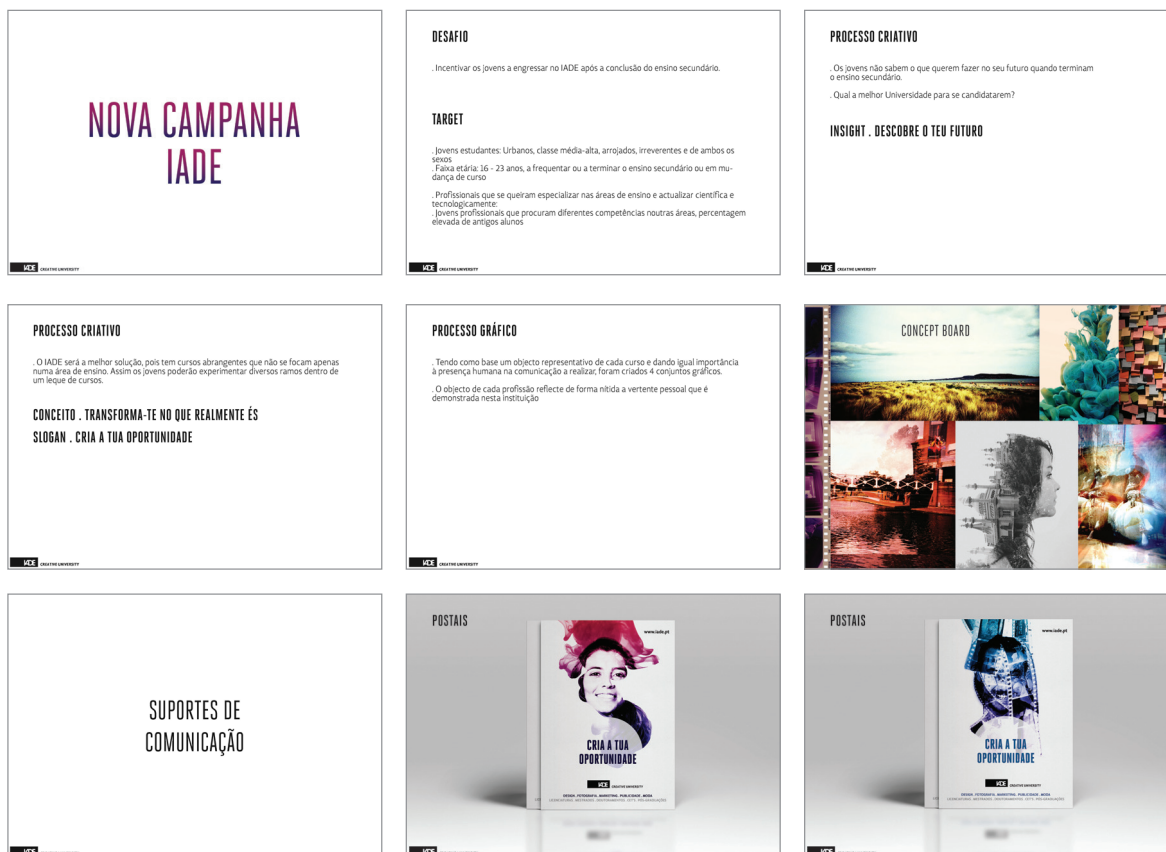 NOVA CAMPANHA
IADE
IADE CREATIVE UNIVERSITY
DESAFIO
. Incentivar os jovens a engressar no IADE após a conclusão do ensino secundário.
TARGET
. Jovens estudantes: Urbanos, classe média-alta, arrojados, irreverentes e de ambos os
sexos
. Faixa etária: 16 - 23 anos, a frequentar ou a terminar o ensino secundário ou em mu-
dança de curso
. Profissionais que se queiram especializar nas áreas de ensino e actualizar científica e
tecnologicamente:
. Jovens profissionais que procuram diferentes competências noutras áreas, percentagem
elevada de antigos alunos
IADE CREATIVE UNIVERSITY
PROCESSO CRIATIVO
. Os jovens não sabem o que querem fazer no seu futuro quando terminam
o ensino secundário.
. Qual a melhor Universidade para se candidatarem?
INSIGHT . DESCOBRE O TEU FUTURO
IADE CREATIVE UNIVERSITY
PROCESSO CRIATIVO
. O IADE será a melhor solução, pois tem cursos abrangentes que não se focam apenas
numa área de ensino. Assim os jovens poderão experimentar diversos ramos dentro de
um leque de cursos.
CONCEITO . TRANSFORMA-TE NO QUE REALMENTE ÉS
SLOGAN . CRIA A TUA OPORTUNIDADE
IADE CREATIVE UNIVERSITY
PROCESSO GRÁFICO
. Tendo como base um objecto representativo de cada curso e dando igual importância
à presença humana na comunicação a realizar, foram criados 4 conjuntos gráficos.
. O objecto de cada profissão reflecte de forma nítida a vertente pessoal que é
demonstrada nesta instituição
IADE CREATIVE UNIVERSITY
CONCEPT BOARD
SUPORTES DE
COMUNICAÇÃO
IADE CREATIVE UNIVERSITY
POSTAIS
www.iade.pt
CRIA A TUA
OPORTUNIDADE
IADE CREATIVE UNIVERSITY
DESIGN . FOTOGRAFIA . MARKETING . PUBLICIDADE . MODA
IADE
POSTAIS
www.iade.pt
CRIA A TUA
OPORTUNIDADE
IADE CREATIVE UNIVERSITY
DESIGN . FOTOGRAFIA . MARKETING . PUBLICIDADE . MODA
IADE